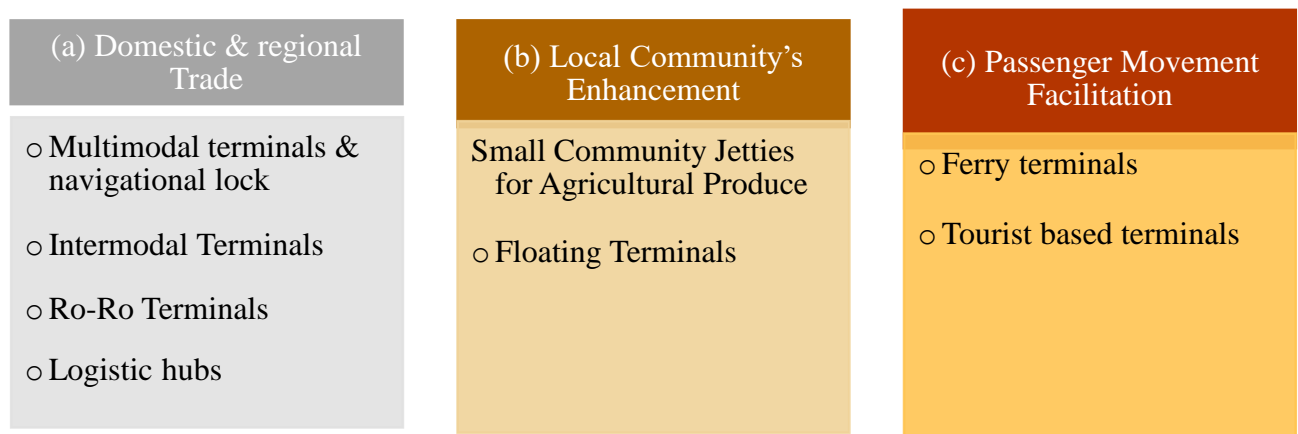 (a) Domestic & regional
Trade
○ Multimodal terminals &
navigational lock
○ Intermodal Terminals
○ Ro-Ro Terminals
○ Logistic hubs
(b) Local Community’s
Enhancement
Small Community Jetties
for Agricultural Produce
○ Floating Terminals
(c) Passenger Movement
Facilitation
○ Ferry terminals
○ Tourist based terminals